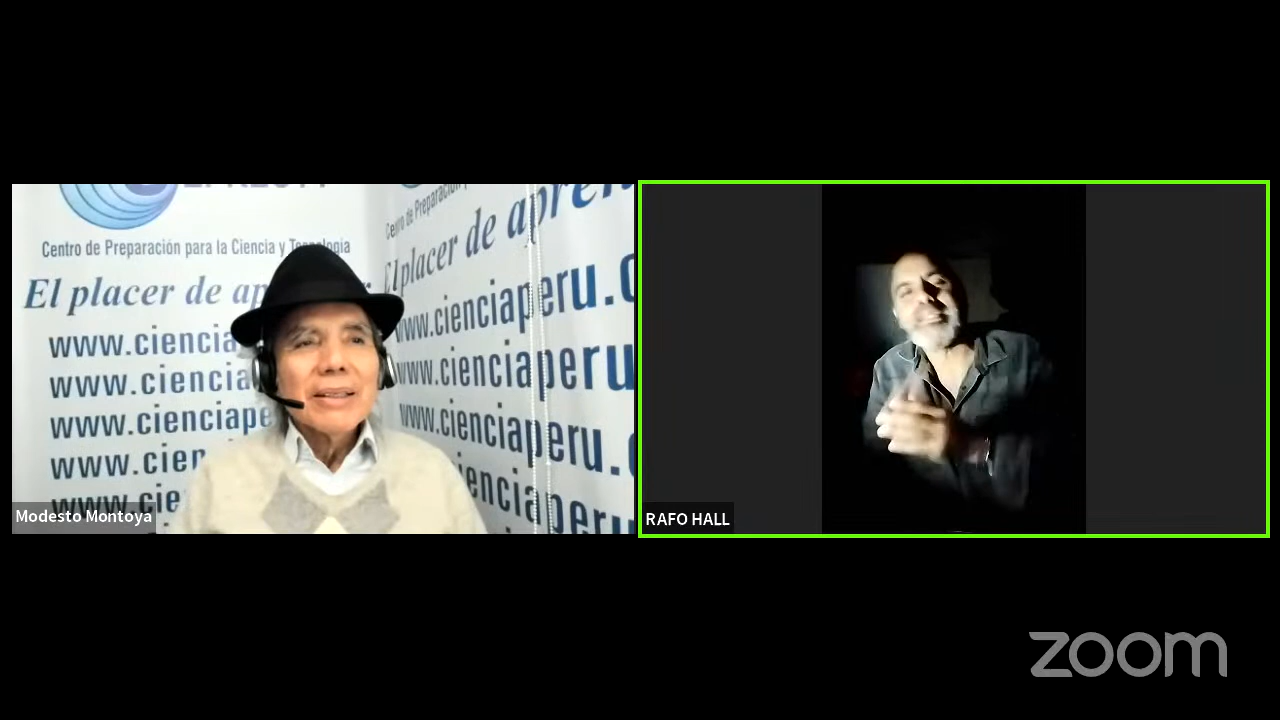 Centro de Preparación para la Ciencia y Tecnología
El placer de
www.ciencia
www.ciencia
www.cienciape
www.cien
www.cie
Centro de Preparación
El placer de apren
www.cienciaperu.c
www.cienciaperu
www.cienciaperu.c
cienciaperu
Modesto Montoya
RAFO HALL
zoom